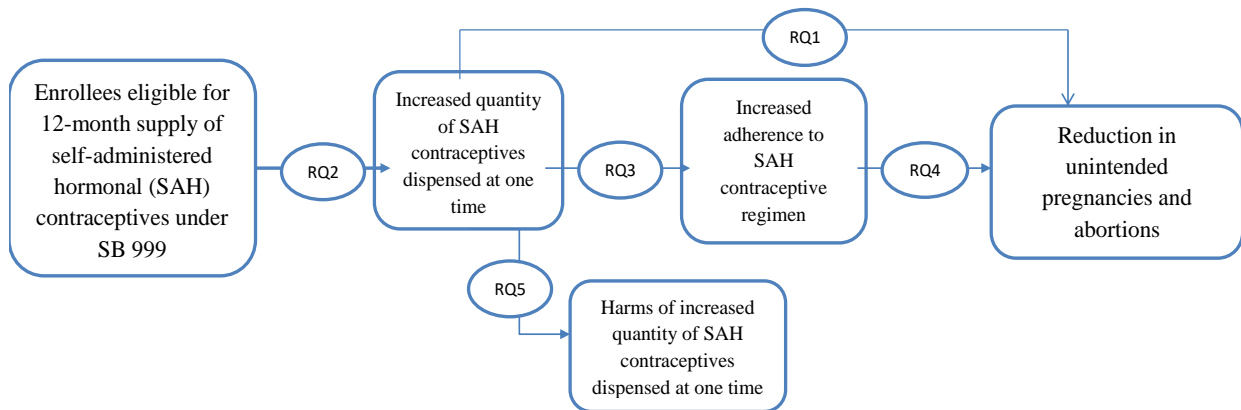 RQ1
Enrollees eligible for
12-month supply of
self-administered
hormonal (SAH)
contraceptives under
SB 999
RQ2
Increased quantity
of SAH
contraceptives
dispensed at one
time
RQ3
Increased
adherence to
SAH
contraceptive
regimen
RQ4
Reduction in
unintended
pregnancies and
abortions
RQ5
Harms of increased
quantity of SAH
contraceptives
dispensed at one time